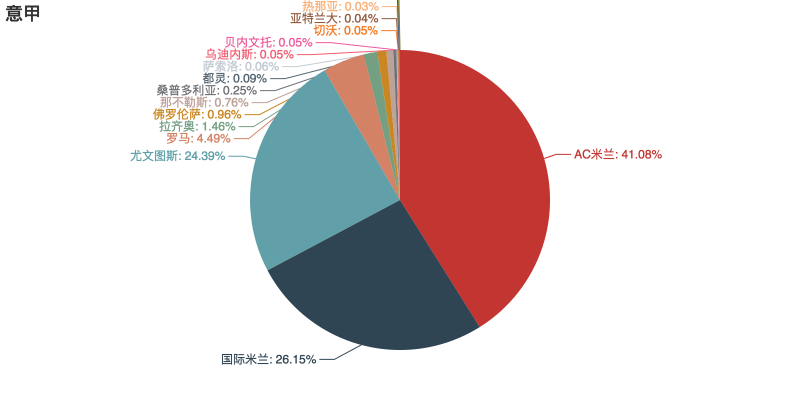 意甲
热那亚: 0.03%
亚特兰大: 0.04%
切沃: 0.05%
贝内文托: 0.05%
乌迪内斯: 0.05%
萨索洛: 0.06%
都灵: 0.09%
桑普多利亚: 0.25%
那不勒斯: 0.76%
佛罗伦萨: 0.96%
拉齐奥: 1.46%
罗马: 4.49%
尤文图斯: 24.39%
AC米兰: 41.08%
国际米兰: 26.15%